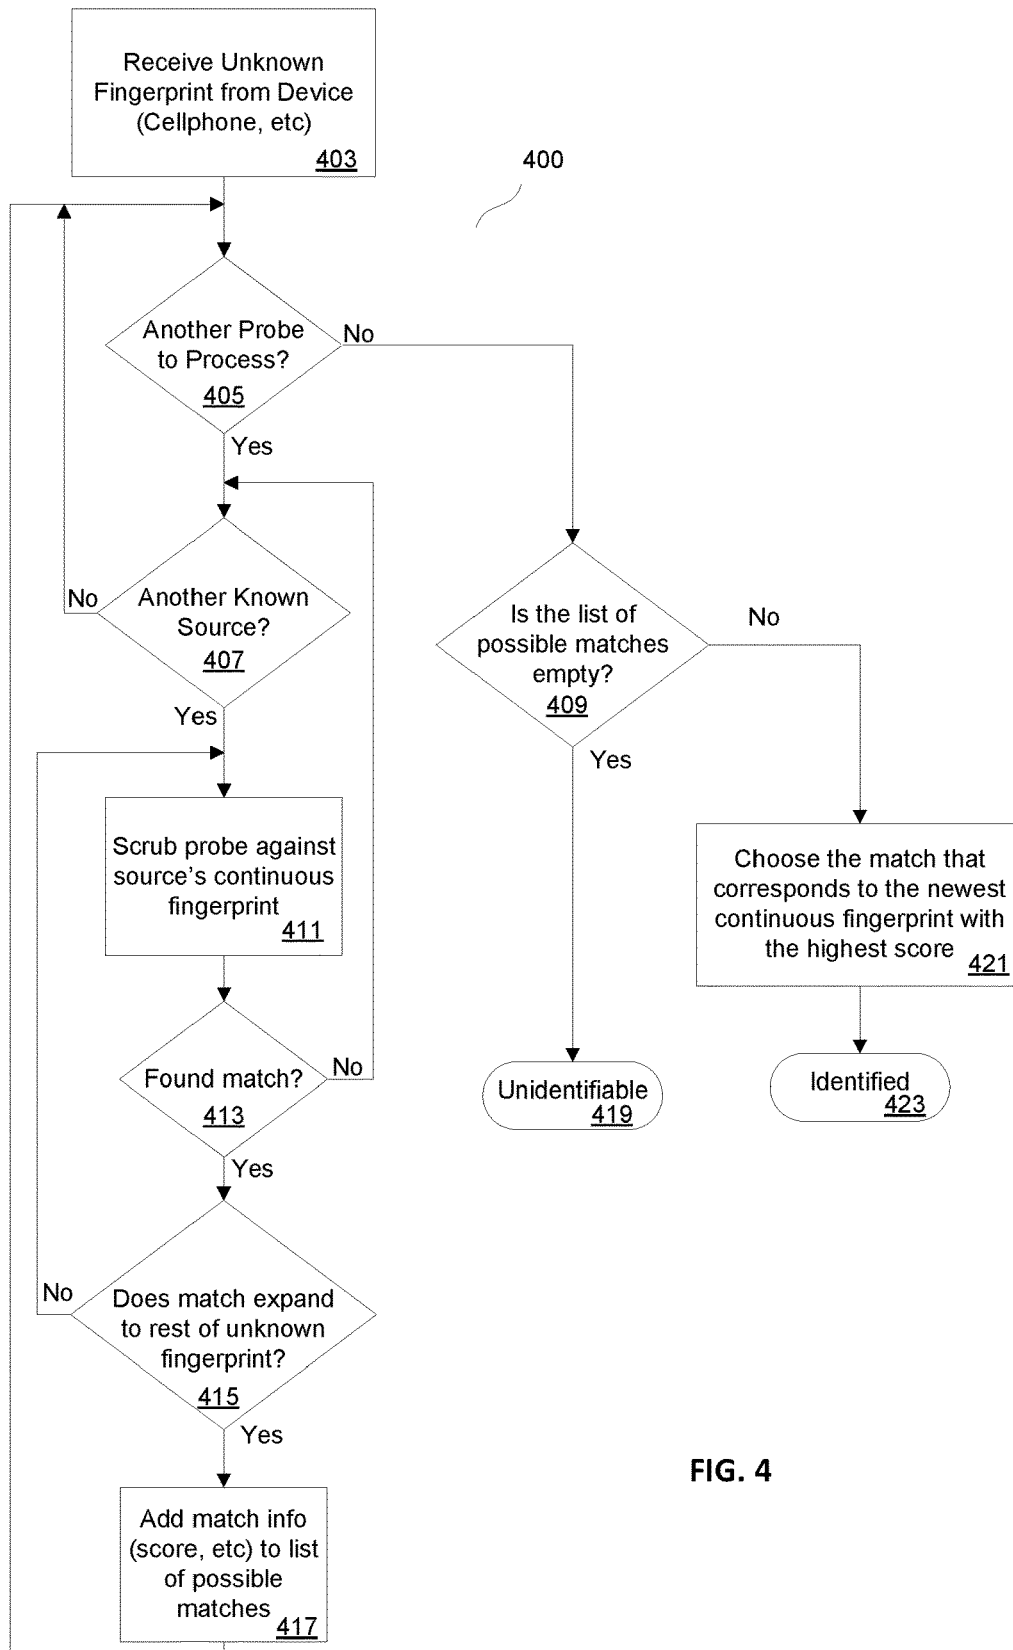 Receive Unknown
Fingerprint from Device
(Cellphone, etc)
403
400
Another Probe
to Process?
405
No
Yes
Another Known
Source?
407
No
Yes
Is the list of
possible matches
empty?
409
No
Yes
Scrub probe against
source's continuous
fingerprint
411
Choose the match that
corresponds to the newest
continuous fingerprint with
the highest score
421
Found match?
413
No
Yes
Unidentifiable
419
Identified
423
Does match expand
to rest of unknown
fingerprint?
415
No
Yes
Add match info
(score, etc) to list
of possible
matches
417
FIG. 4